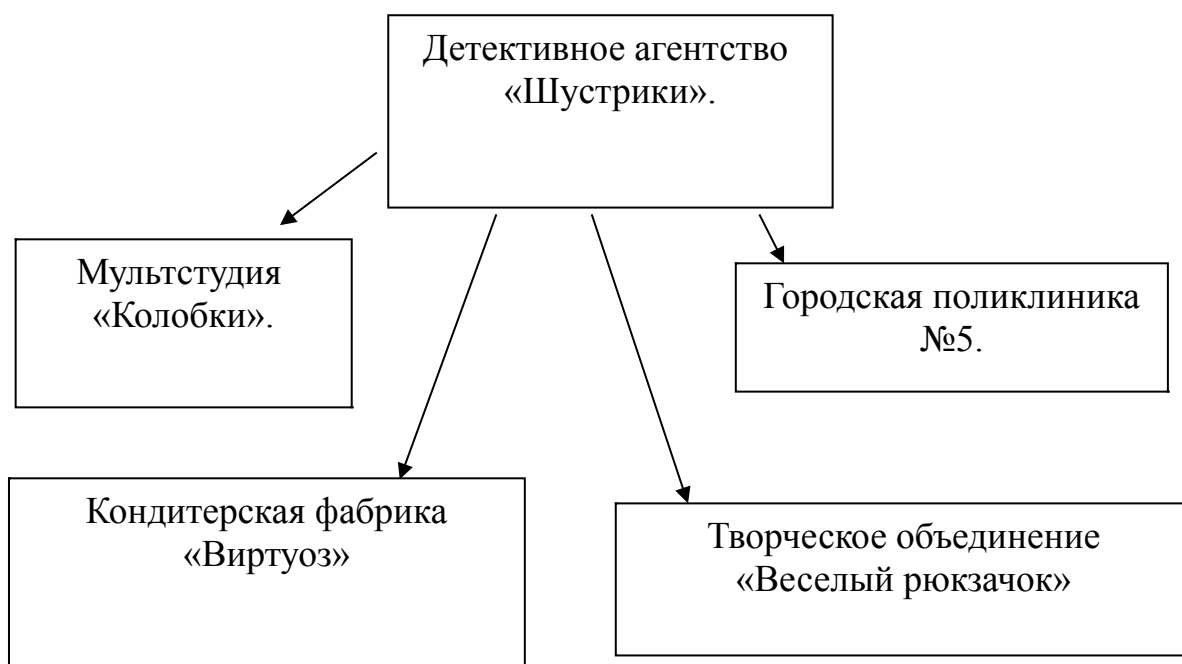 Детективное агентство
«Шустрики».
Мультстудия
«Колобки».
Городская поликлиника
№5.
Кондитерская фабрика
«Виртуоз»
Творческое объединение
«Веселый рюкзачок»